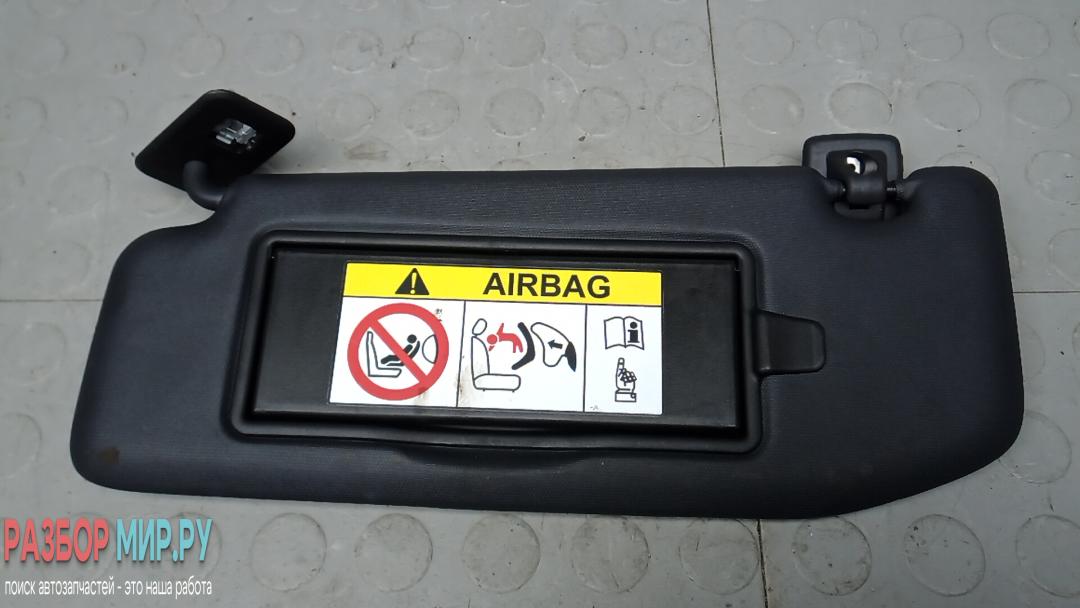 AIRBAG
РАЗБОР МИР.РУ
поиск автозапчастей - это наша работа